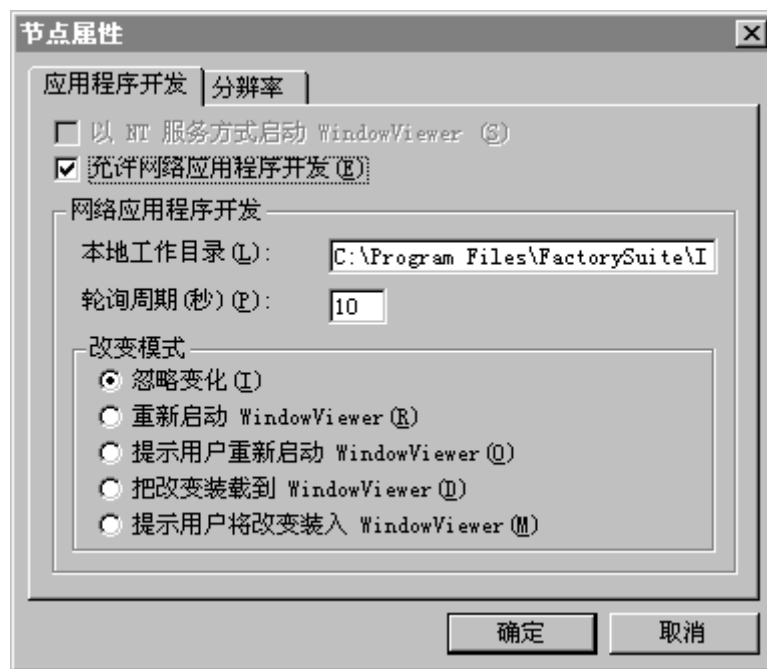 节点属性
应用程序开发 分辨率
以 NT 服务方式启动 WindowViewer (S)
允许网络应用程序开发(E)
网络应用程序开发
本地工作目录(L): C:\Program Files\FactorySuite\I
轮询周期(秒)(P): 10
改变模式
忽略变化(I)
重新启动 WindowViewer(R)
提示用户重新启动 WindowViewer(O)
把改变装载到 WindowViewer(D)
提示用户将改变装入 WindowViewer(M)
确定 取消